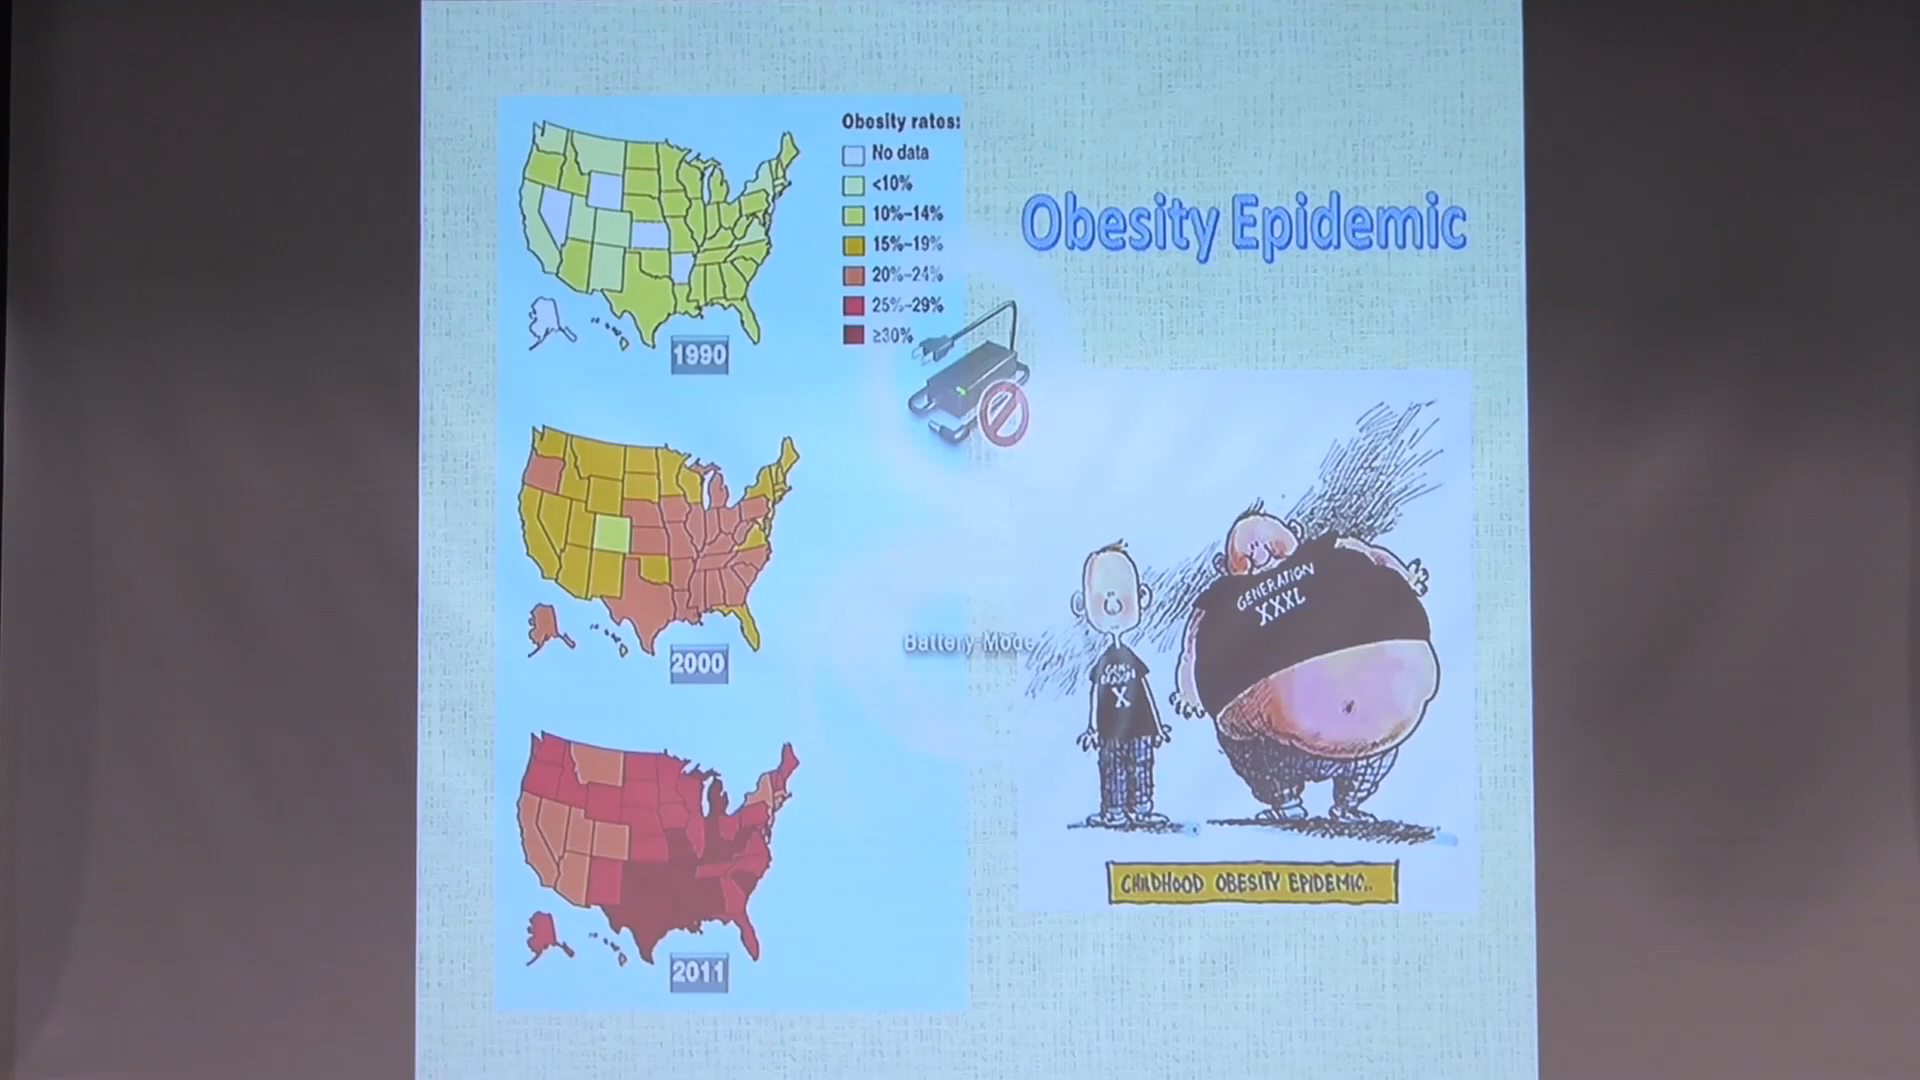 Obesity rates:
No data
<10%
10%–14%
15%–19%
20%–24%
25%–29%
≥30%
1990
Obesity Epidemic
2000
Battery Mode
GENERATION
XXXL
X
2011
CHILDHOOD OBESITY EPIDEMIC..